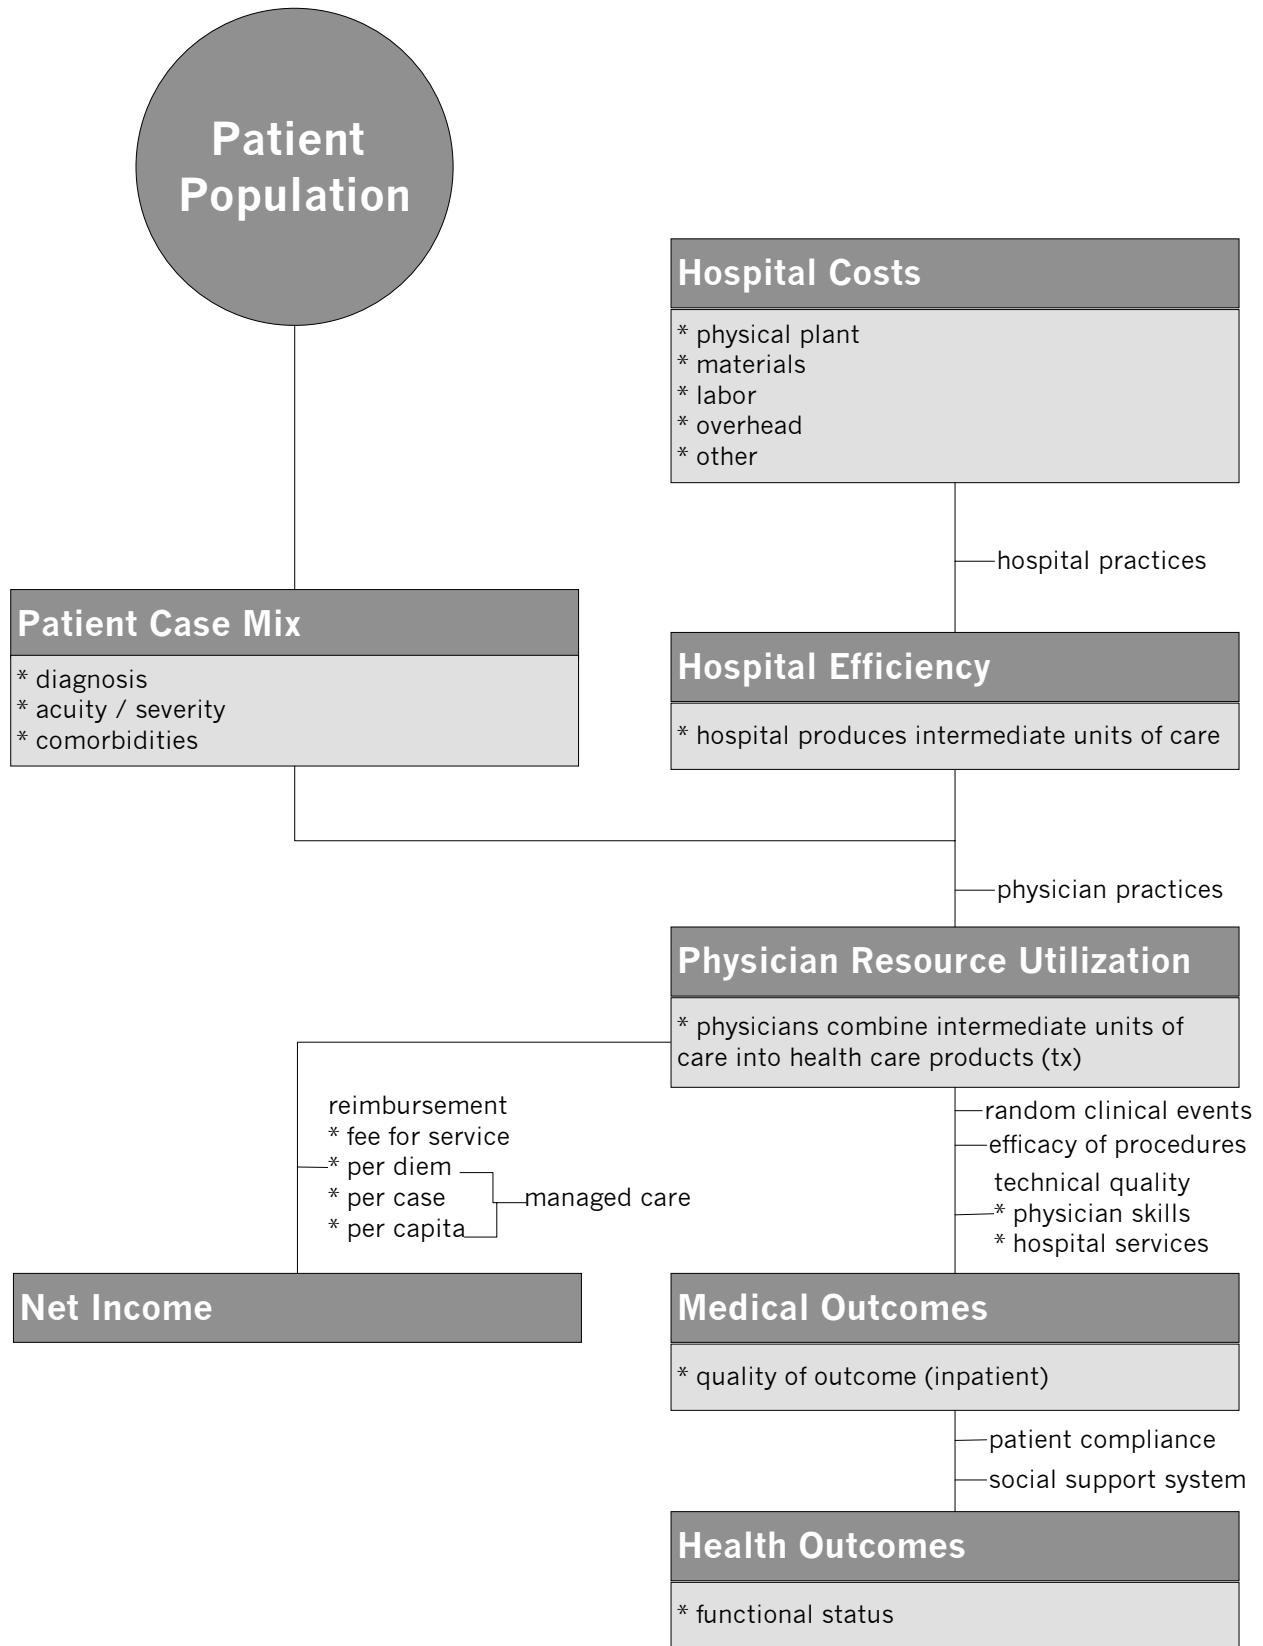 Patient
Population
Hospital Costs
* physical plant
* materials
* labor
* overhead
* other
hospital practices
Patient Case Mix
* diagnosis
* acuity / severity
* comorbidities
Hospital Efficiency
* hospital produces intermediate units of care
physician practices
Physician Resource Utilization
* physicians combine intermediate units of
care into health care products (tx)
reimbursement
* fee for service
* per diem
* per case
* per capita
managed care
random clinical events
efficacy of procedures
technical quality
* physician skills
* hospital services
Net Income
Medical Outcomes
* quality of outcome (inpatient)
patient compliance
social support system
Health Outcomes
* functional status